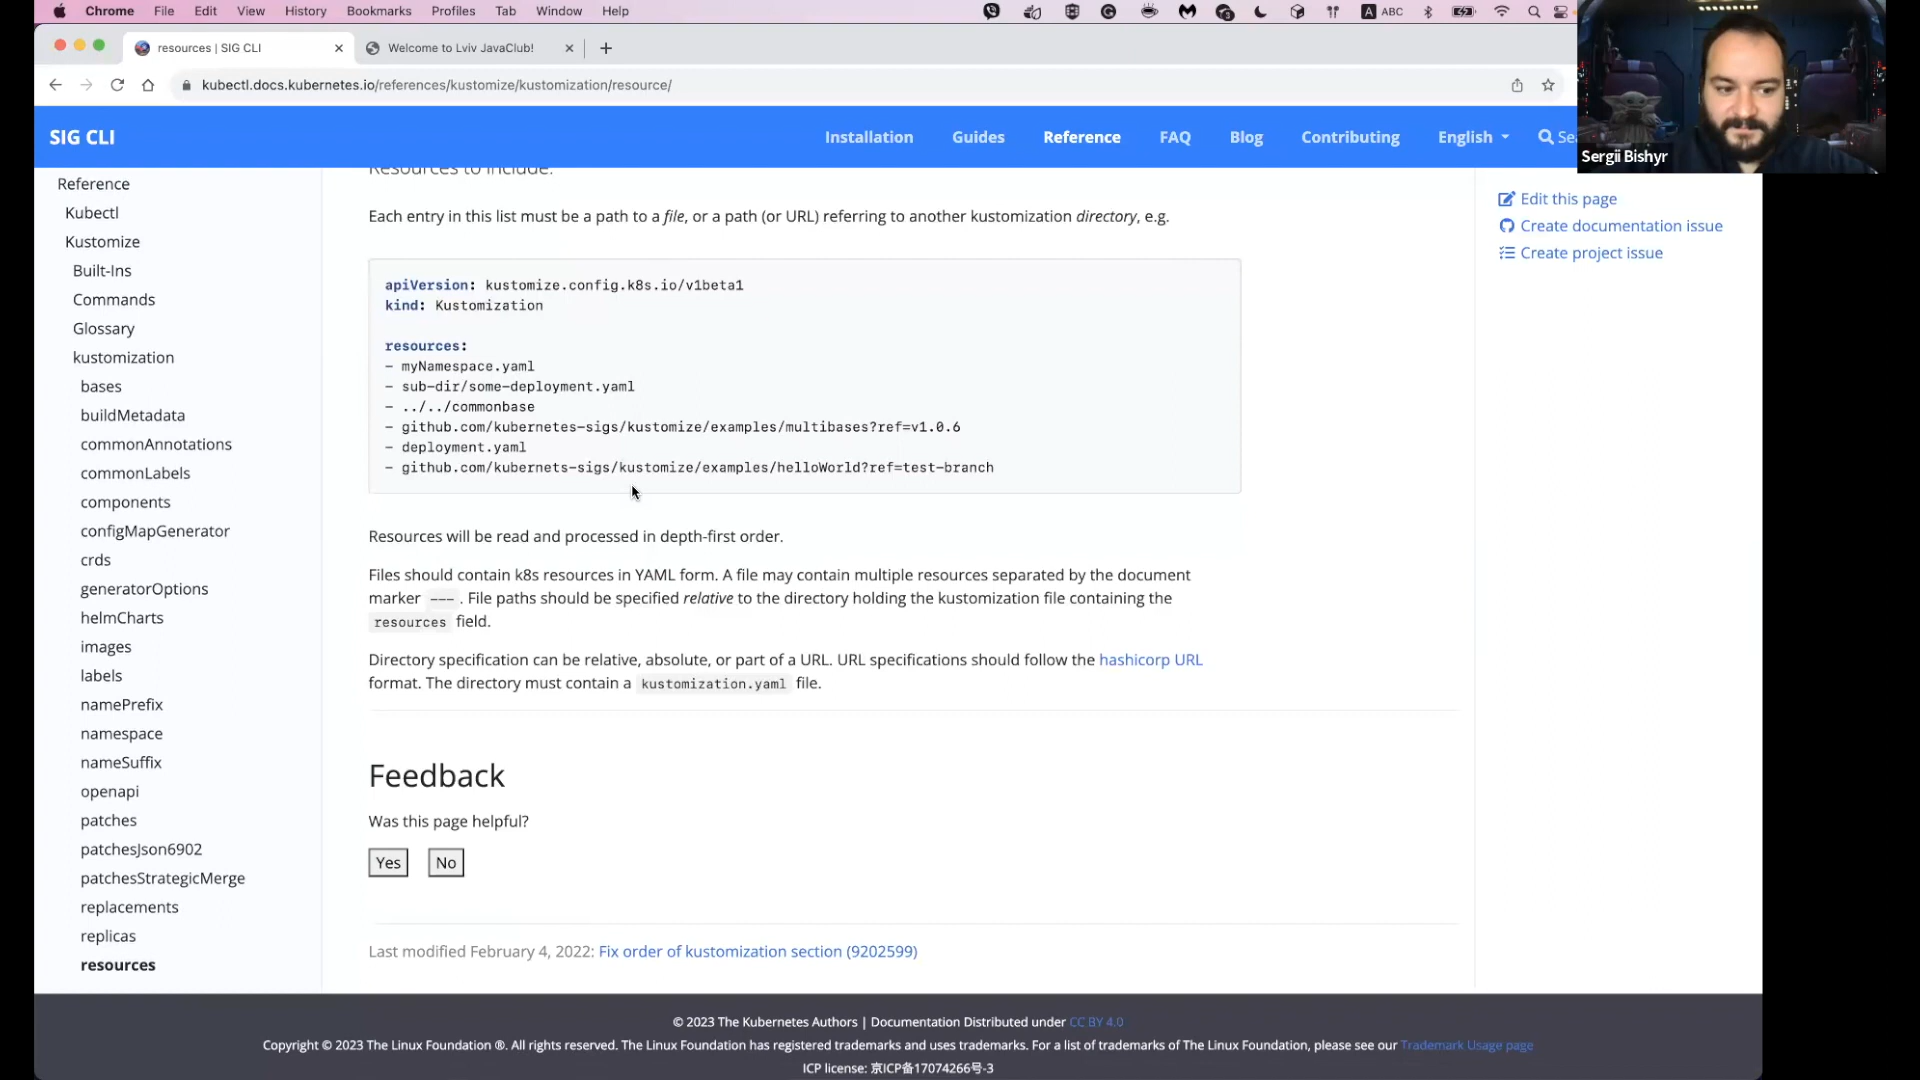 Chrome File Edit View History Bookmarks Profiles Tab Window Help
A ABC
resources | SIG CLI
Welcome to Lviv JavaClub!
kubectl.docs.kubernetes.io/references/kustomize/kustomization/resource/
SIG CLI
Installation Guides Reference FAQ Blog Contributing English
Sergii Bishyr
Reference
Kubectl
Kustomize
Built-Ins
Commands
Glossary
kustomization
bases
buildMetadata
commonAnnotations
commonLabels
components
configMapGenerator
crds
generatorOptions
helmCharts
images
labels
namePrefix
namespace
nameSuffix
openapi
patches
patchesJson6902
patchesStrategicMerge
replacements
replicas
resources
Resources to include.
Each entry in this list must be a path to a file, or a path (or URL) referring to another kustomization directory, e.g.
apiVersion: kustomize.config.k8s.io/v1beta1
kind: Kustomization
resources:
- myNamespace.yaml
- sub-dir/some-deployment.yaml
- ../../commonbase
- github.com/kubernetes-sigs/kustomize/examples/multibases?ref=v1.0.6
- deployment.yaml
- github.com/kubernets-sigs/kustomize/examples/helloWorld?ref=test-branch
Resources will be read and processed in depth-first order.
Files should contain k8s resources in YAML form. A file may contain multiple resources separated by the document
marker ---. File paths should be specified relative to the directory holding the kustomization file containing the
resources field.
Directory specification can be relative, absolute, or part of a URL. URL specifications should follow the hashicorp URL
format. The directory must contain a kustomization.yaml file.
Feedback
Was this page helpful?
Yes No
Last modified February 4, 2022: Fix order of kustomization section (9202599)
Edit this page
Create documentation issue
Create project issue
© 2023 The Kubernetes Authors | Documentation Distributed under CC BY 4.0
Copyright © 2023 The Linux Foundation ®. All rights reserved. The Linux Foundation has registered trademarks and uses trademarks. For a list of trademarks of The Linux Foundation, please see our Trademark Usage page
ICP license: 京ICP备17074266号-3